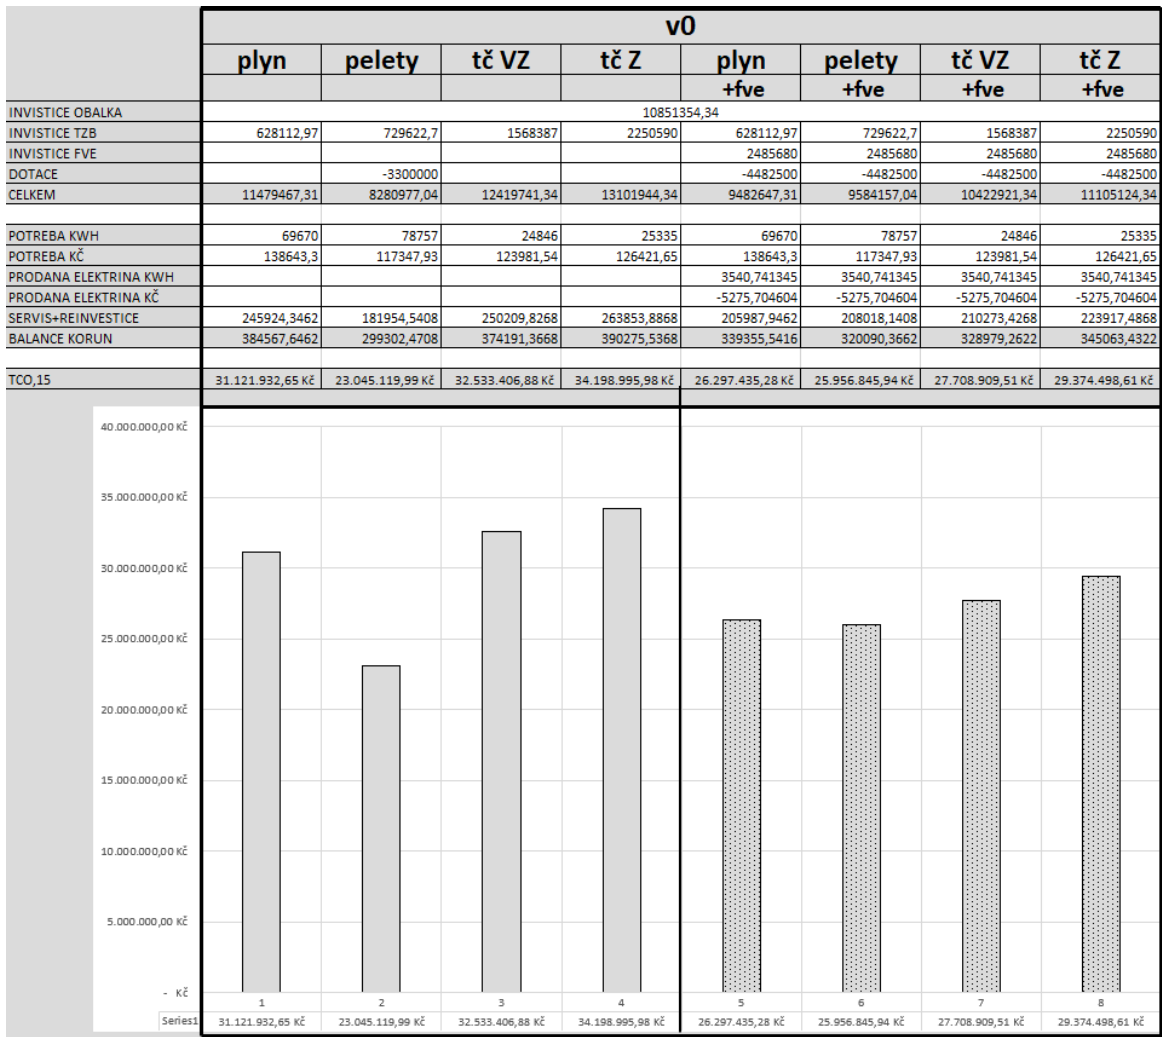 v0
plyn pelety tč VZ tč Z plyn pelety tč VZ tč Z
+fve +fve +fve +fve
INVISTICE OBALKA 10851354,34
INVISTICE TZB 628112,97 729622,7 1568387 2250590 628112,97 729622,7 1568387 2250590
INVISTICE FVE 2485680 2485680 2485680 2485680
DOTACE -3300000 -4482500 -4482500 -4482500 -4482500
CELKEM 11479467,31 8280977,04 12419741,34 13101944,34 9482647,31 9584157,04 10422921,34 11105124,34
POTREBA KWH 69670 78757 24846 25335 69670 78757 24846 25335
POTREBA KČ 138643,3 117347,93 123981,54 126421,65 138643,3 117347,93 123981,54 126421,65
PRODANA ELEKTRINA KWH 3540,741345 3540,741345 3540,741345 3540,741345
PRODANA ELEKTRINA KČ -5275,704604 -5275,704604 -5275,704604 -5275,704604
SERVIS+REINVESTICE 245924,3462 181954,5408 250209,8268 263853,8868 205987,9462 208018,1408 210273,4268 223917,4868
BALANCE KORUN 384567,6462 299302,4708 374191,3668 390275,5368 339355,5416 320090,3662 328979,2622 345063,4322
TCO,15 31.121.932,65 Kč 23.045.119,99 Kč 32.533.406,88 Kč 34.198.995,98 Kč 26.297.435,28 Kč 25.956.845,94 Kč 27.708.909,51 Kč 29.374.498,61 Kč
40.000.000,00 Kč
35.000.000,00 Kč
30.000.000,00 Kč
25.000.000,00 Kč
20.000.000,00 Kč
15.000.000,00 Kč
10.000.000,00 Kč
5.000.000,00 Kč
- Kč
1 2 3 4 5 6 7 8
Series1 31.121.932,65 Kč 23.045.119,99 Kč 32.533.406,88 Kč 34.198.995,98 Kč 26.297.435,28 Kč 25.956.845,94 Kč 27.708.909,51 Kč 29.374.498,61 Kč